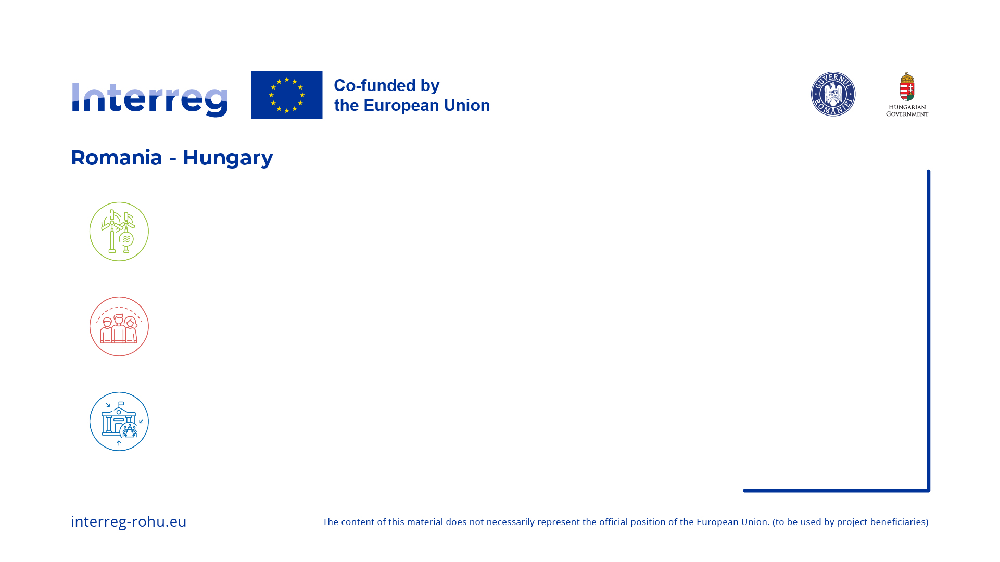 Interreg
Co-funded by
the European Union
GUVERNUL
ROMÂNIEI
HUNGARIAN
GOVERNMENT
Romania - Hungary
interreg-rohu.eu
The content of this material does not necessarily represent the official position of the European Union. (to be used by project beneficiaries)